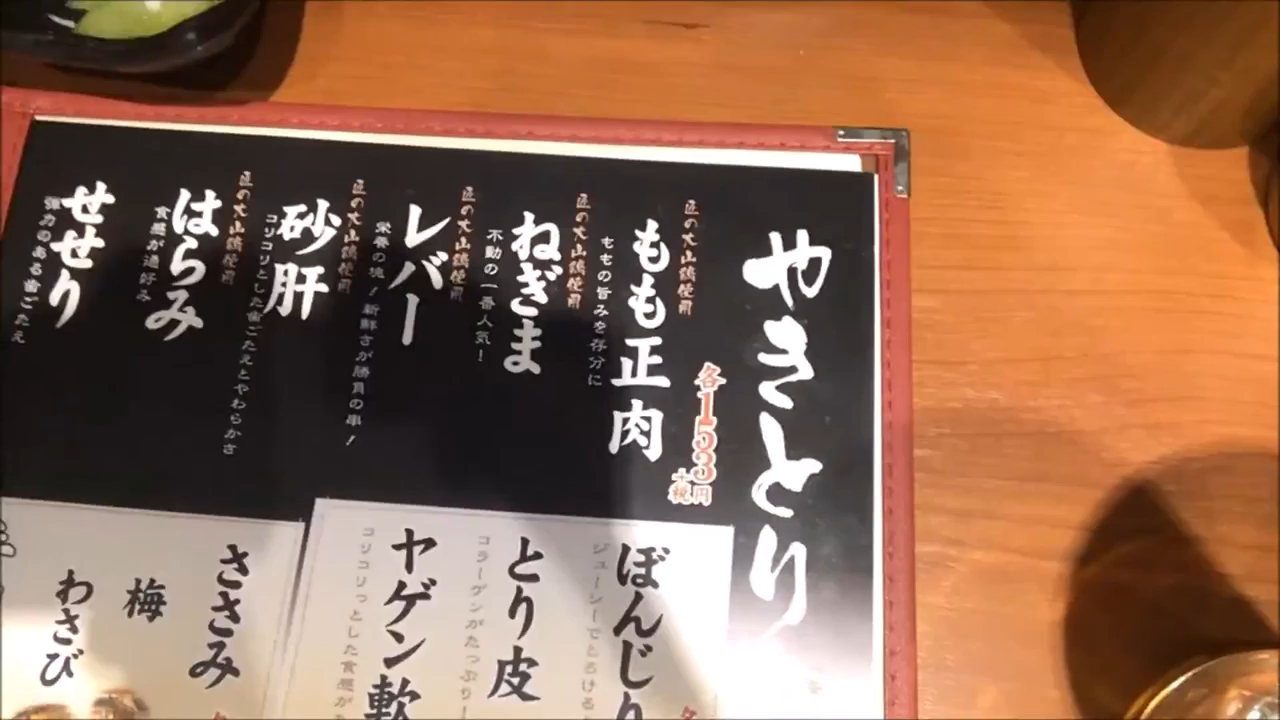 やきとり
各153円
+税
匠の大山鶏使用
もも正肉
ももの旨みを存分に
匠の大山鶏使用
ねぎま
不動の一番人気!
匠の大山鶏使用
レバー
栄養の塊!新鮮さが勝負の串!
匠の大山鶏使用
砂肝
コリコリとした歯ごたえとやわらかさ
匠の大山鶏使用
はらみ
食感が通好み
せせり
弾力のある歯ごたえ
ぼんじり
ジューシーでとろける
とり皮
コラーゲンがたっぷり!
ヤゲン軟
コリコリっとした食感が
ささみ
梅
わさび